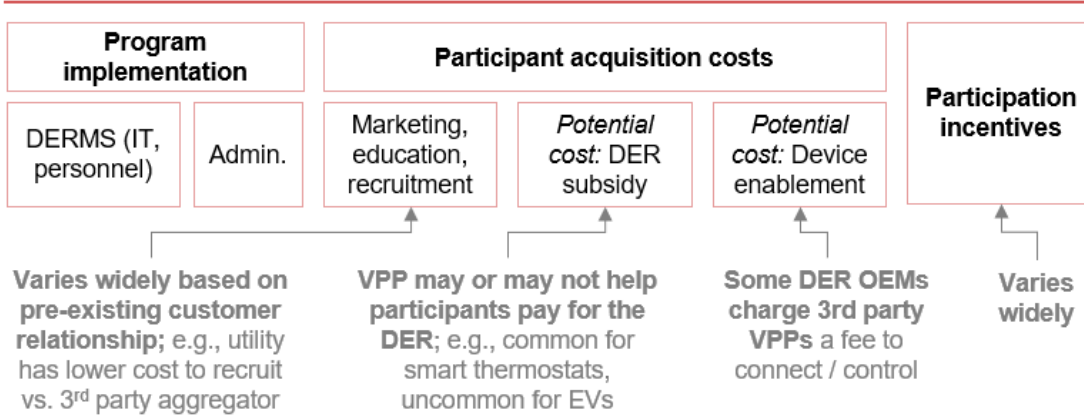 Program
implementation
Participant acquisition costs
Participation
incentives
DERMS (IT,
personnel)
Admin.
Marketing,
education,
recruitment
Potential
cost: DER
subsidy
Potential
cost: Device
enablement
Varies widely based on
pre-existing customer
relationship; e.g., utility
has lower cost to recruit
vs. 3rd party aggregator
VPP may or may not help
participants pay for the
DER; e.g., common for
smart thermostats,
uncommon for EVs
Some DER OEMs
charge 3rd party
VPPs a fee to
connect / control
Varies
widely